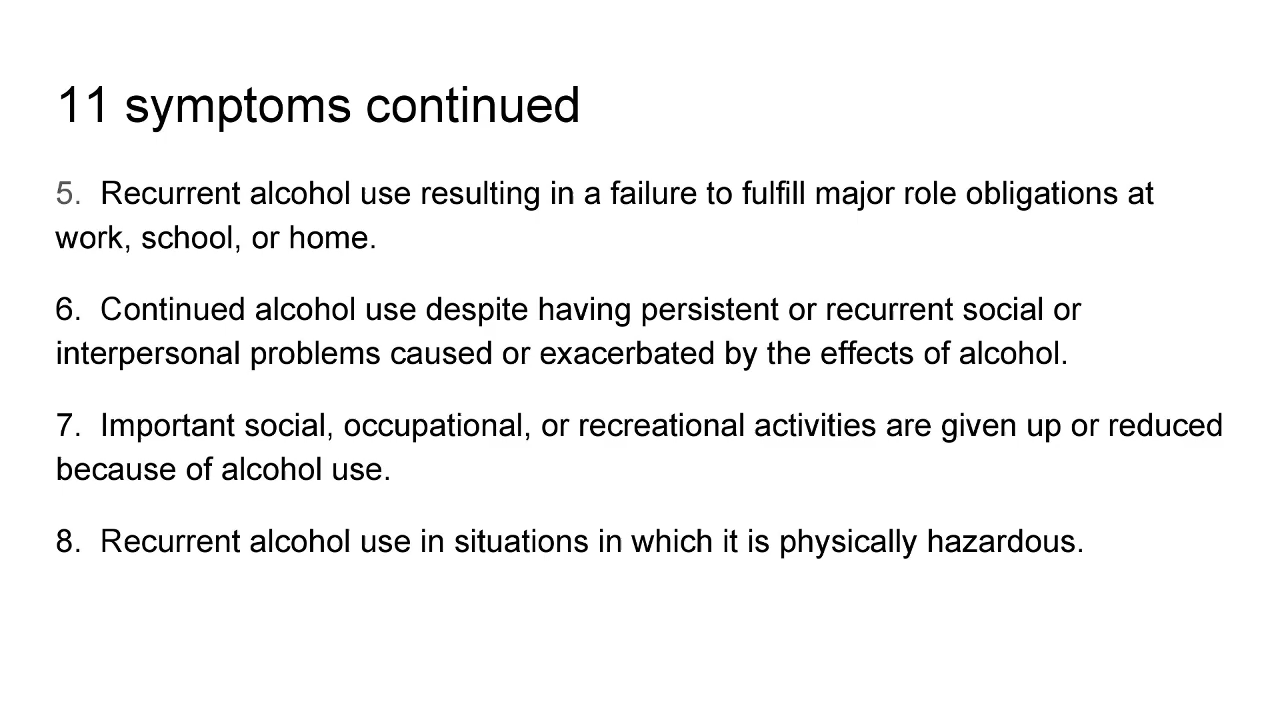 11 symptoms continued
5. Recurrent alcohol use resulting in a failure to fulfill major role obligations at
work, school, or home.
6. Continued alcohol use despite having persistent or recurrent social or
interpersonal problems caused or exacerbated by the effects of alcohol.
7. Important social, occupational, or recreational activities are given up or reduced
because of alcohol use.
8. Recurrent alcohol use in situations in which it is physically hazardous.